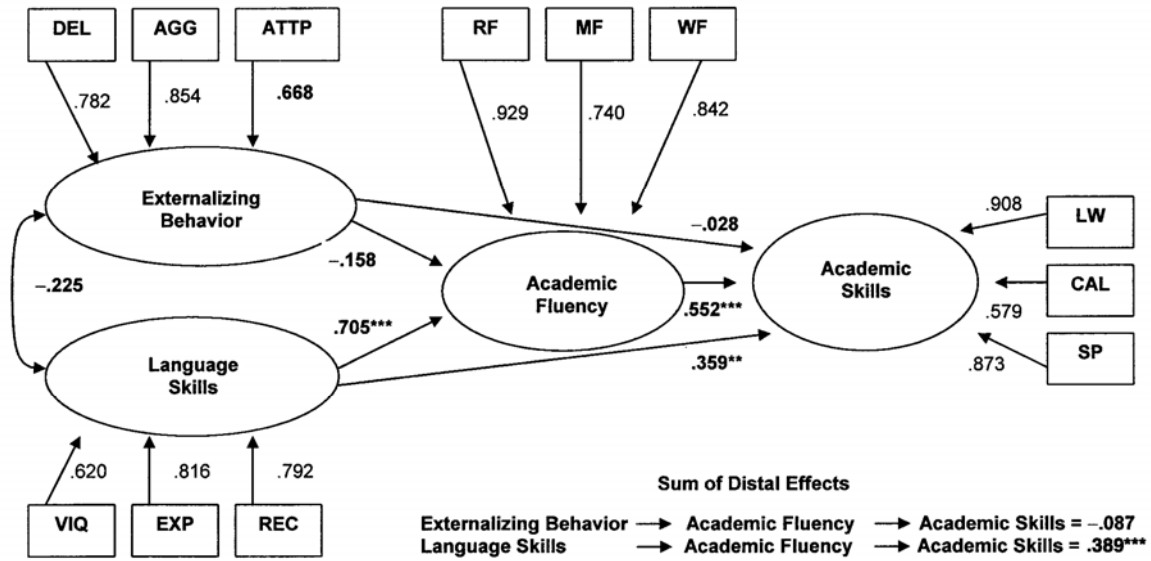 DEL AGG ATTP RF MF WF
.782 .854 .668 .929 .740 .842
Externalizing
Behavior
−.028
.908 LW
−.158
Academic
Skills
−.225
Academic
Fluency
CAL
.552***
.579
.705***
Language
Skills
.359**
SP
.873
.620 .816 .792
VIQ EXP REC
Sum of Distal Effects
Externalizing Behavior → Academic Fluency → Academic Skills = −.087
Language Skills → Academic Fluency → Academic Skills = .389***